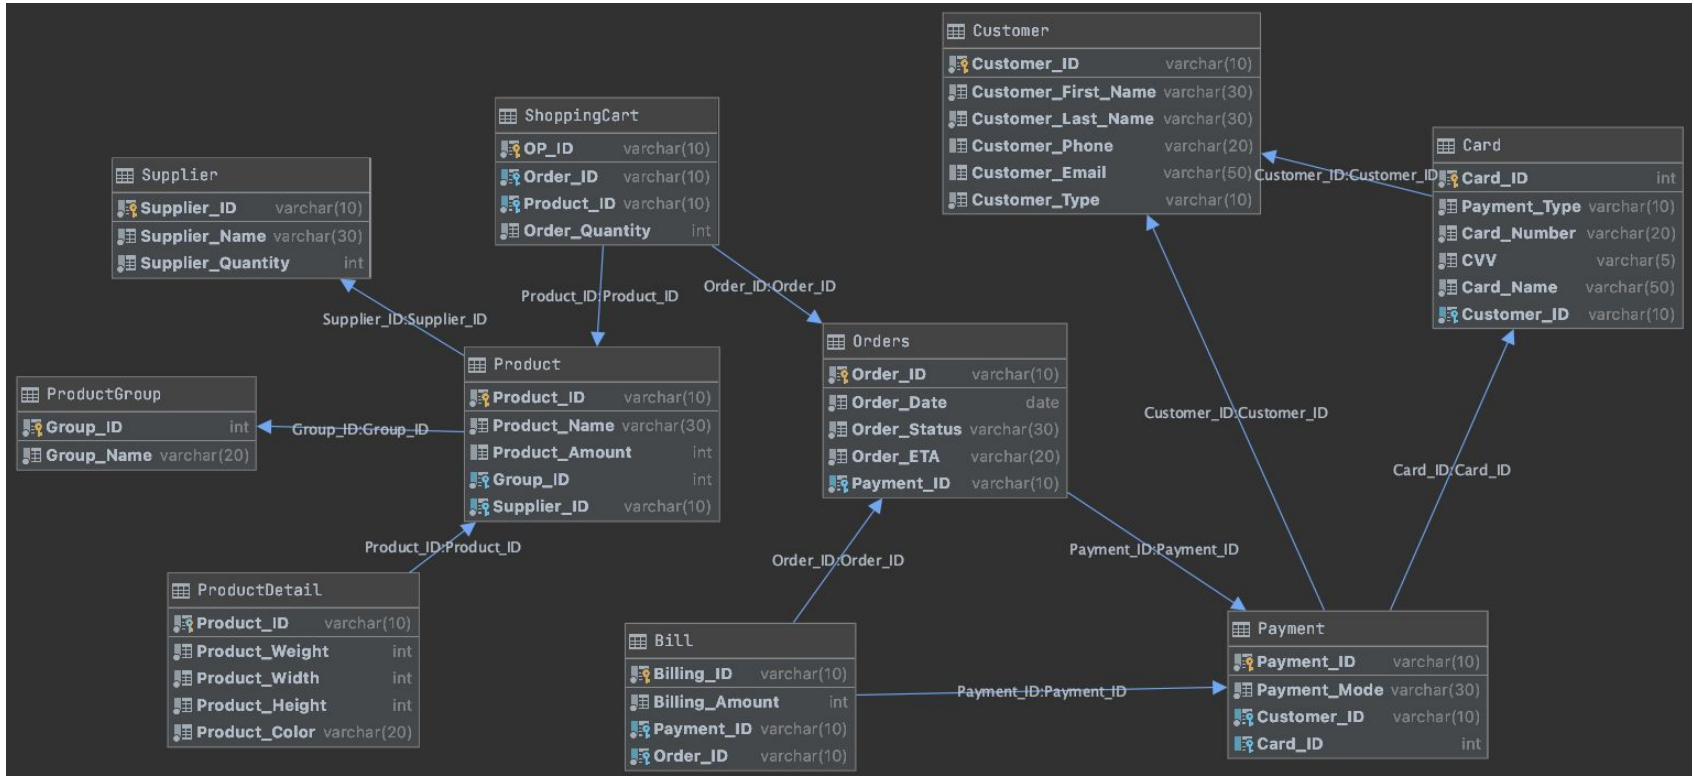 Customer
Customer_ID varchar(10)
Customer_First_Name varchar(30)
Customer_Last_Name varchar(30)
Customer_Phone varchar(20)
Customer_Email varchar(50)
Customer_Type varchar(10)
ShoppingCart
OP_ID varchar(10)
Order_ID varchar(10)
Product_ID varchar(10)
Order_Quantity int
Card
Card_ID int
Payment_Type varchar(10)
Card_Number varchar(20)
CVV varchar(5)
Card_Name varchar(50)
Customer_ID varchar(10)
Customer_ID:Customer_ID
Supplier
Supplier_ID varchar(10)
Supplier_Name varchar(30)
Supplier_Quantity int
Product_ID:Product_ID
Order_ID:Order_ID
Supplier_ID:Supplier_ID
Orders
Order_ID varchar(10)
Order_Date date
Order_Status varchar(30)
Order_ETA varchar(20)
Payment_ID varchar(10)
Product
Product_ID varchar(10)
Product_Name varchar(30)
Product_Amount int
Group_ID int
Supplier_ID varchar(10)
ProductGroup
Group_ID int
Group_Name varchar(20)
Group_ID:Group_ID
Customer_ID:Customer_ID
Card_ID:Card_ID
Product_ID:Product_ID
Order_ID:Order_ID
Payment_ID:Payment_ID
ProductDetail
Product_ID varchar(10)
Product_Weight int
Product_Width int
Product_Height int
Product_Color varchar(20)
Bill
Billing_ID varchar(10)
Billing_Amount int
Payment_ID varchar(10)
Order_ID varchar(10)
Payment_ID:Payment_ID
Payment
Payment_ID varchar(10)
Payment_Mode varchar(30)
Customer_ID varchar(10)
Card_ID int